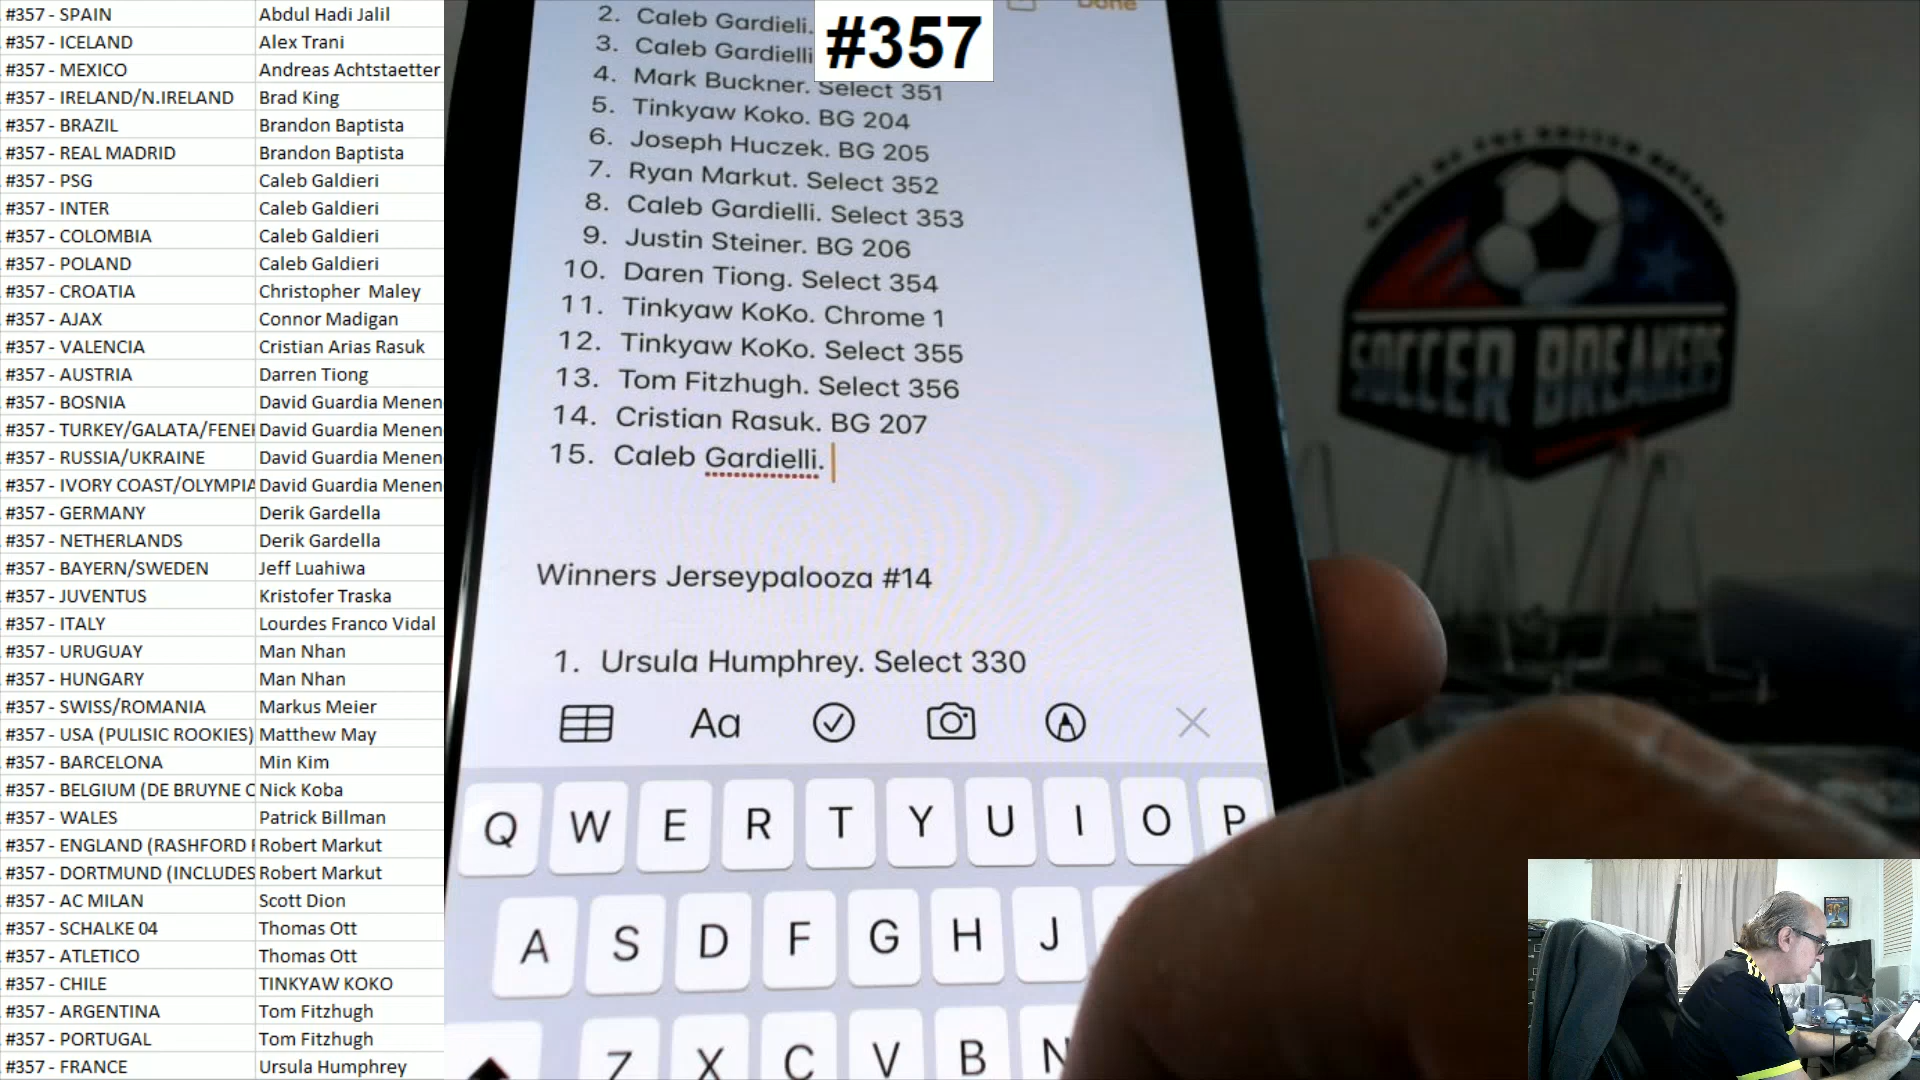 #357 - SPAIN Abdul Hadi Jalil
#357 - ICELAND Alex Trani
#357 - MEXICO Andreas Achtstaetter
#357 - IRELAND/N.IRELAND Brad King
#357 - BRAZIL Brandon Baptista
#357 - REAL MADRID Brandon Baptista
#357 - PSG Caleb Galdieri
#357 - INTER Caleb Galdieri
#357 - COLOMBIA Caleb Galdieri
#357 - POLAND Caleb Galdieri
#357 - CROATIA Christopher Maley
#357 - AJAX Connor Madigan
#357 - VALENCIA Cristian Arias Rasuk
#357 - AUSTRIA Darren Tiong
#357 - BOSNIA David Guardia Menen
#357 - TURKEY/GALATA/FENE David Guardia Menen
#357 - RUSSIA/UKRAINE David Guardia Menen
#357 - IVORY COAST/OLYMPIA David Guardia Menen
#357 - GERMANY Derik Gardella
#357 - NETHERLANDS Derik Gardella
#357 - BAYERN/SWEDEN Jeff Luahiwa
#357 - JUVENTUS Kristofer Traska
#357 - ITALY Lourdes Franco Vidal
#357 - URUGUAY Man Nhan
#357 - HUNGARY Man Nhan
#357 - SWISS/ROMANIA Markus Meier
#357 - USA (PULISIC ROOKIES) Matthew May
#357 - BARCELONA Min Kim
#357 - BELGIUM (DE BRUYNE C Nick Koba
#357 - WALES Patrick Billman
#357 - ENGLAND (RASHFORD Robert Markut
#357 - DORTMUND (INCLUDES Robert Markut
#357 - AC MILAN Scott Dion
#357 - SCHALKE 04 Thomas Ott
#357 - ATLETICO Thomas Ott
#357 - CHILE TINKYAW KOKO
#357 - ARGENTINA Tom Fitzhugh
#357 - PORTUGAL Tom Fitzhugh
#357 - FRANCE Ursula Humphrey
#357
Done
2. Caleb Gardieli.
3. Caleb Gardielli
4. Mark Buckner. Select 351
5. Tinkyaw Koko. BG 204
6. Joseph Huczek. BG 205
7. Ryan Markut. Select 352
8. Caleb Gardielli. Select 353
9. Justin Steiner. BG 206
10. Daren Tiong. Select 354
11. Tinkyaw KoKo. Chrome 1
12. Tinkyaw KoKo. Select 355
13. Tom Fitzhugh. Select 356
14. Cristian Rasuk. BG 207
15. Caleb Gardielli.
Winners Jerseypalooza #14
1. Ursula Humphrey. Select 330
Aa
Q W E R T Y U I O P
A S D F G H J
Z X C V B N
SOCCER BREAKERS